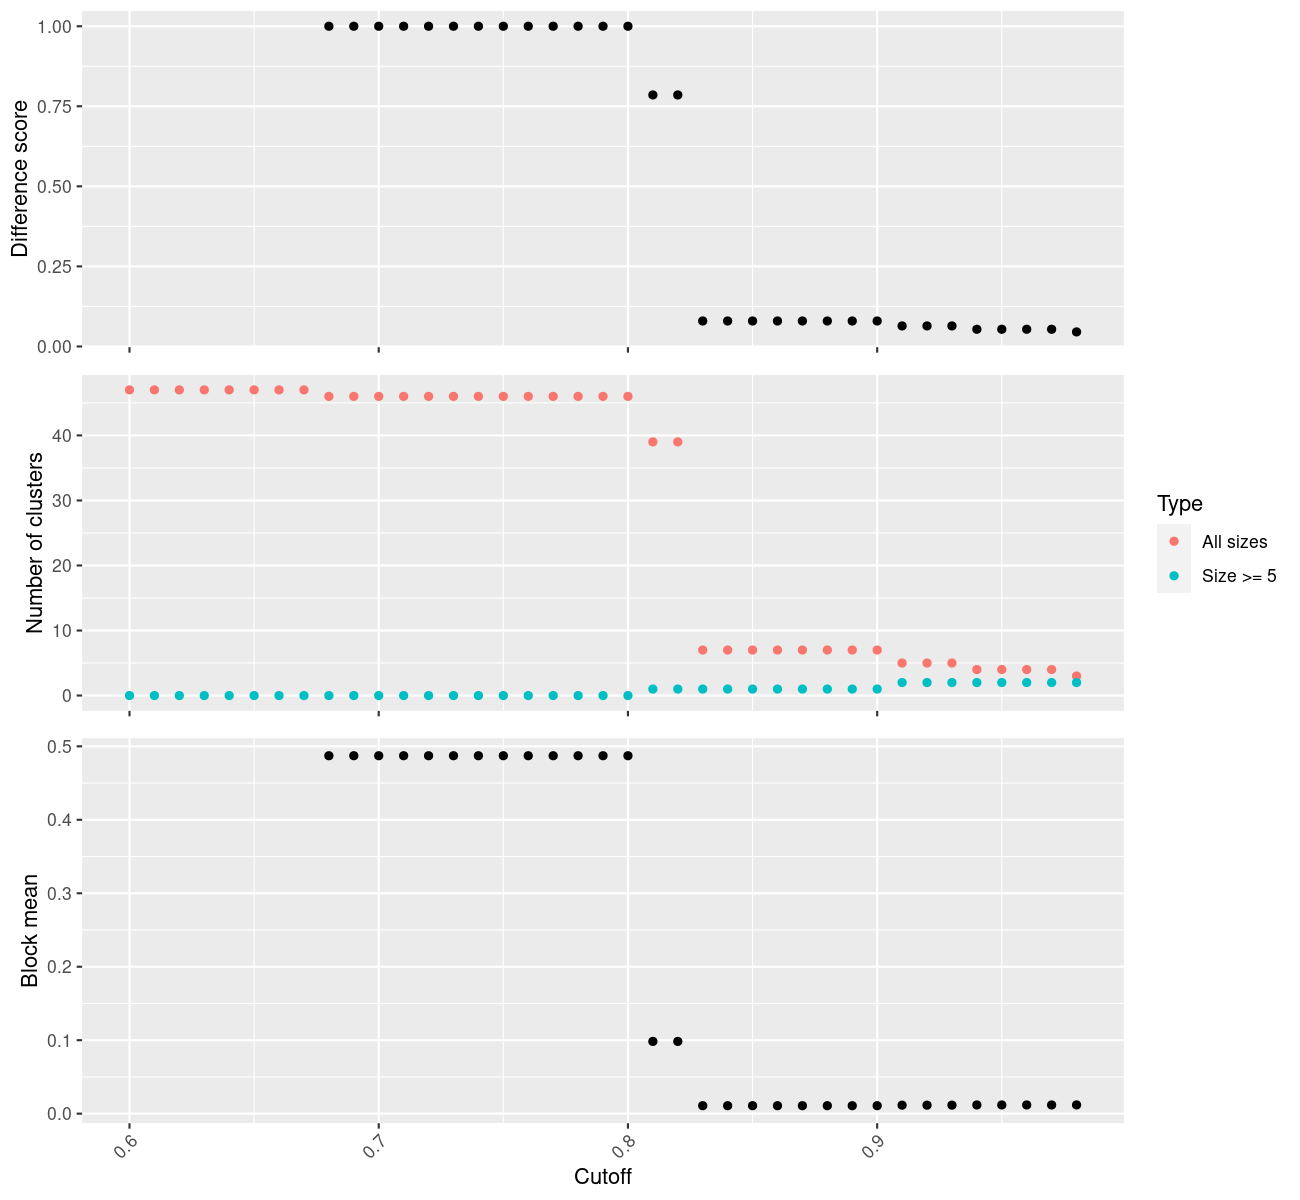 Difference score
1.00
0.75
0.50
0.25
0.00
Number of clusters
40
30
20
10
0
Type
All sizes
Size >= 5
Block mean
0.5
0.4
0.3
0.2
0.1
0.0
0.6
0.7
0.8
0.9
Cutoff